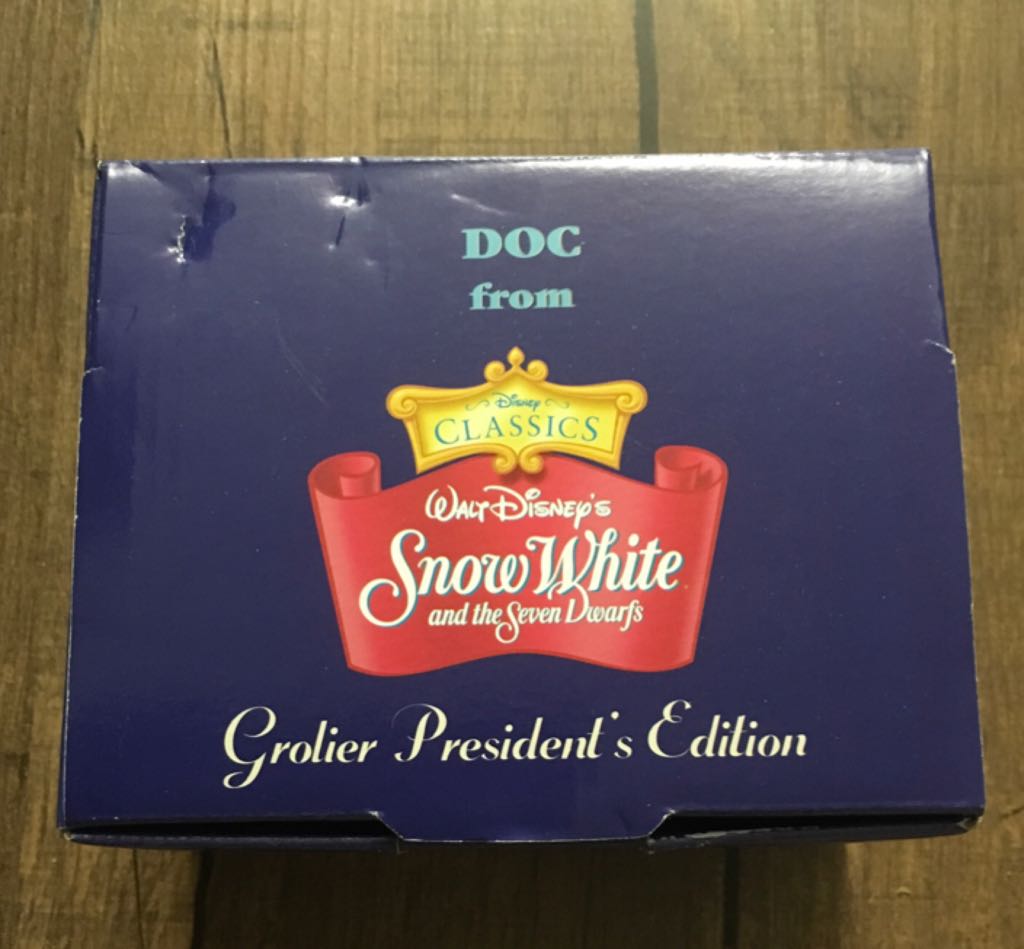 DOC
from
Disney
CLASSICS
WALT DISNEY'S
Snow White
and the Seven Dwarfs
Grolier President's Edition